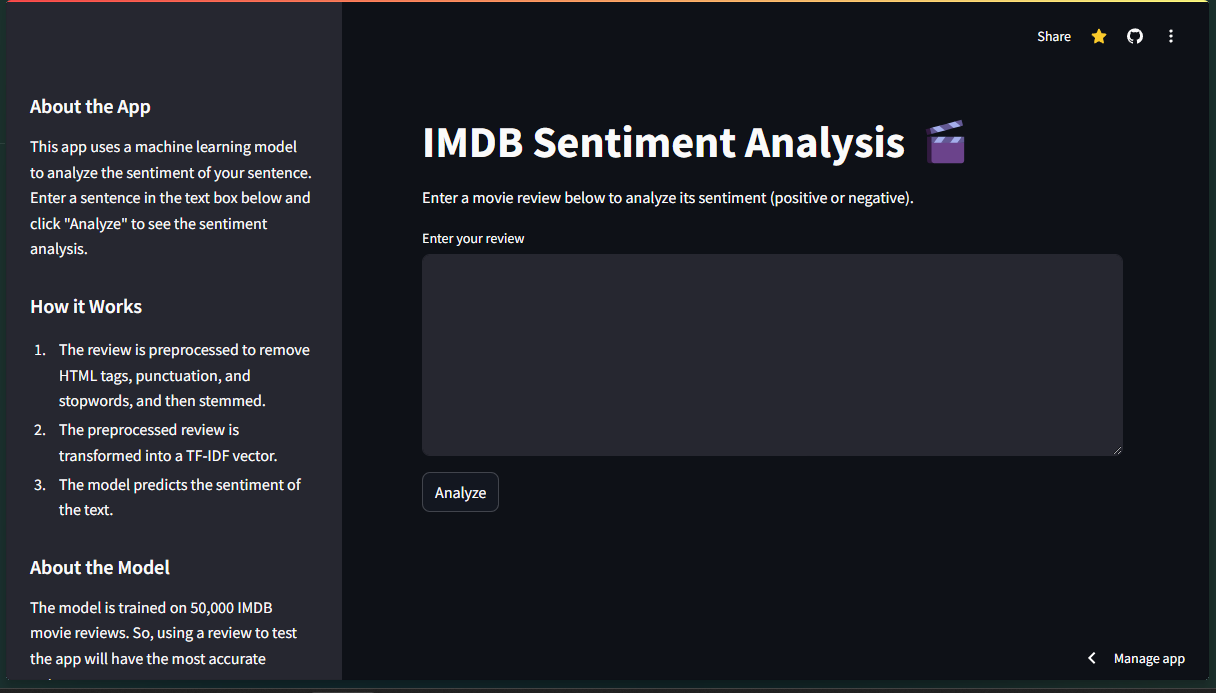 Share
About the App
This app uses a machine learning model
to analyze the sentiment of your sentence.
Enter a sentence in the text box below and
click "Analyze" to see the sentiment
analysis.
How it Works
1. The review is preprocessed to remove
HTML tags, punctuation, and
stopwords, and then stemmed.
2. The preprocessed review is
transformed into a TF-IDF vector.
3. The model predicts the sentiment of
the text.
About the Model
The model is trained on 50,000 IMDB
movie reviews. So, using a review to test
the app will have the most accurate
IMDB Sentiment Analysis
Enter a movie review below to analyze its sentiment (positive or negative).
Enter your review
Analyze
Manage app